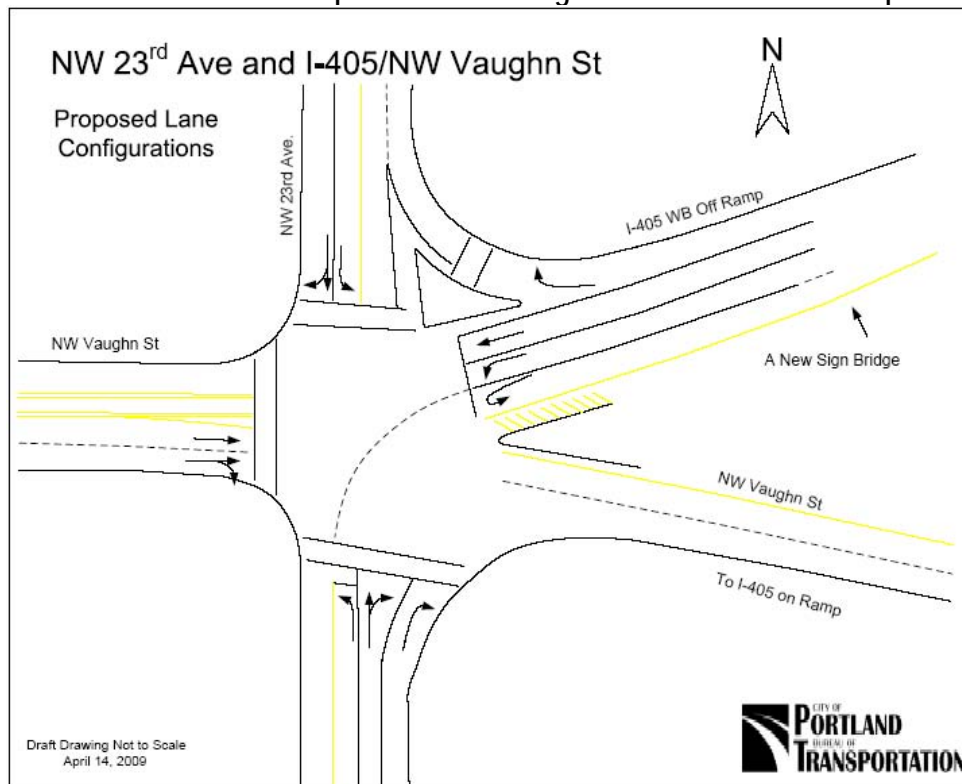 NW 23rd Ave and I-405/NW Vaughn St
Proposed Lane
Configurations
N
NW 23rd Ave.
I-405 WB Off Ramp
NW Vaughn St
A New Sign Bridge
NW Vaughn St
To I-405 on Ramp
Draft Drawing Not to Scale
April 14, 2009
CITY OF
PORTLAND
BUREAU OF
TRANSPORTATION